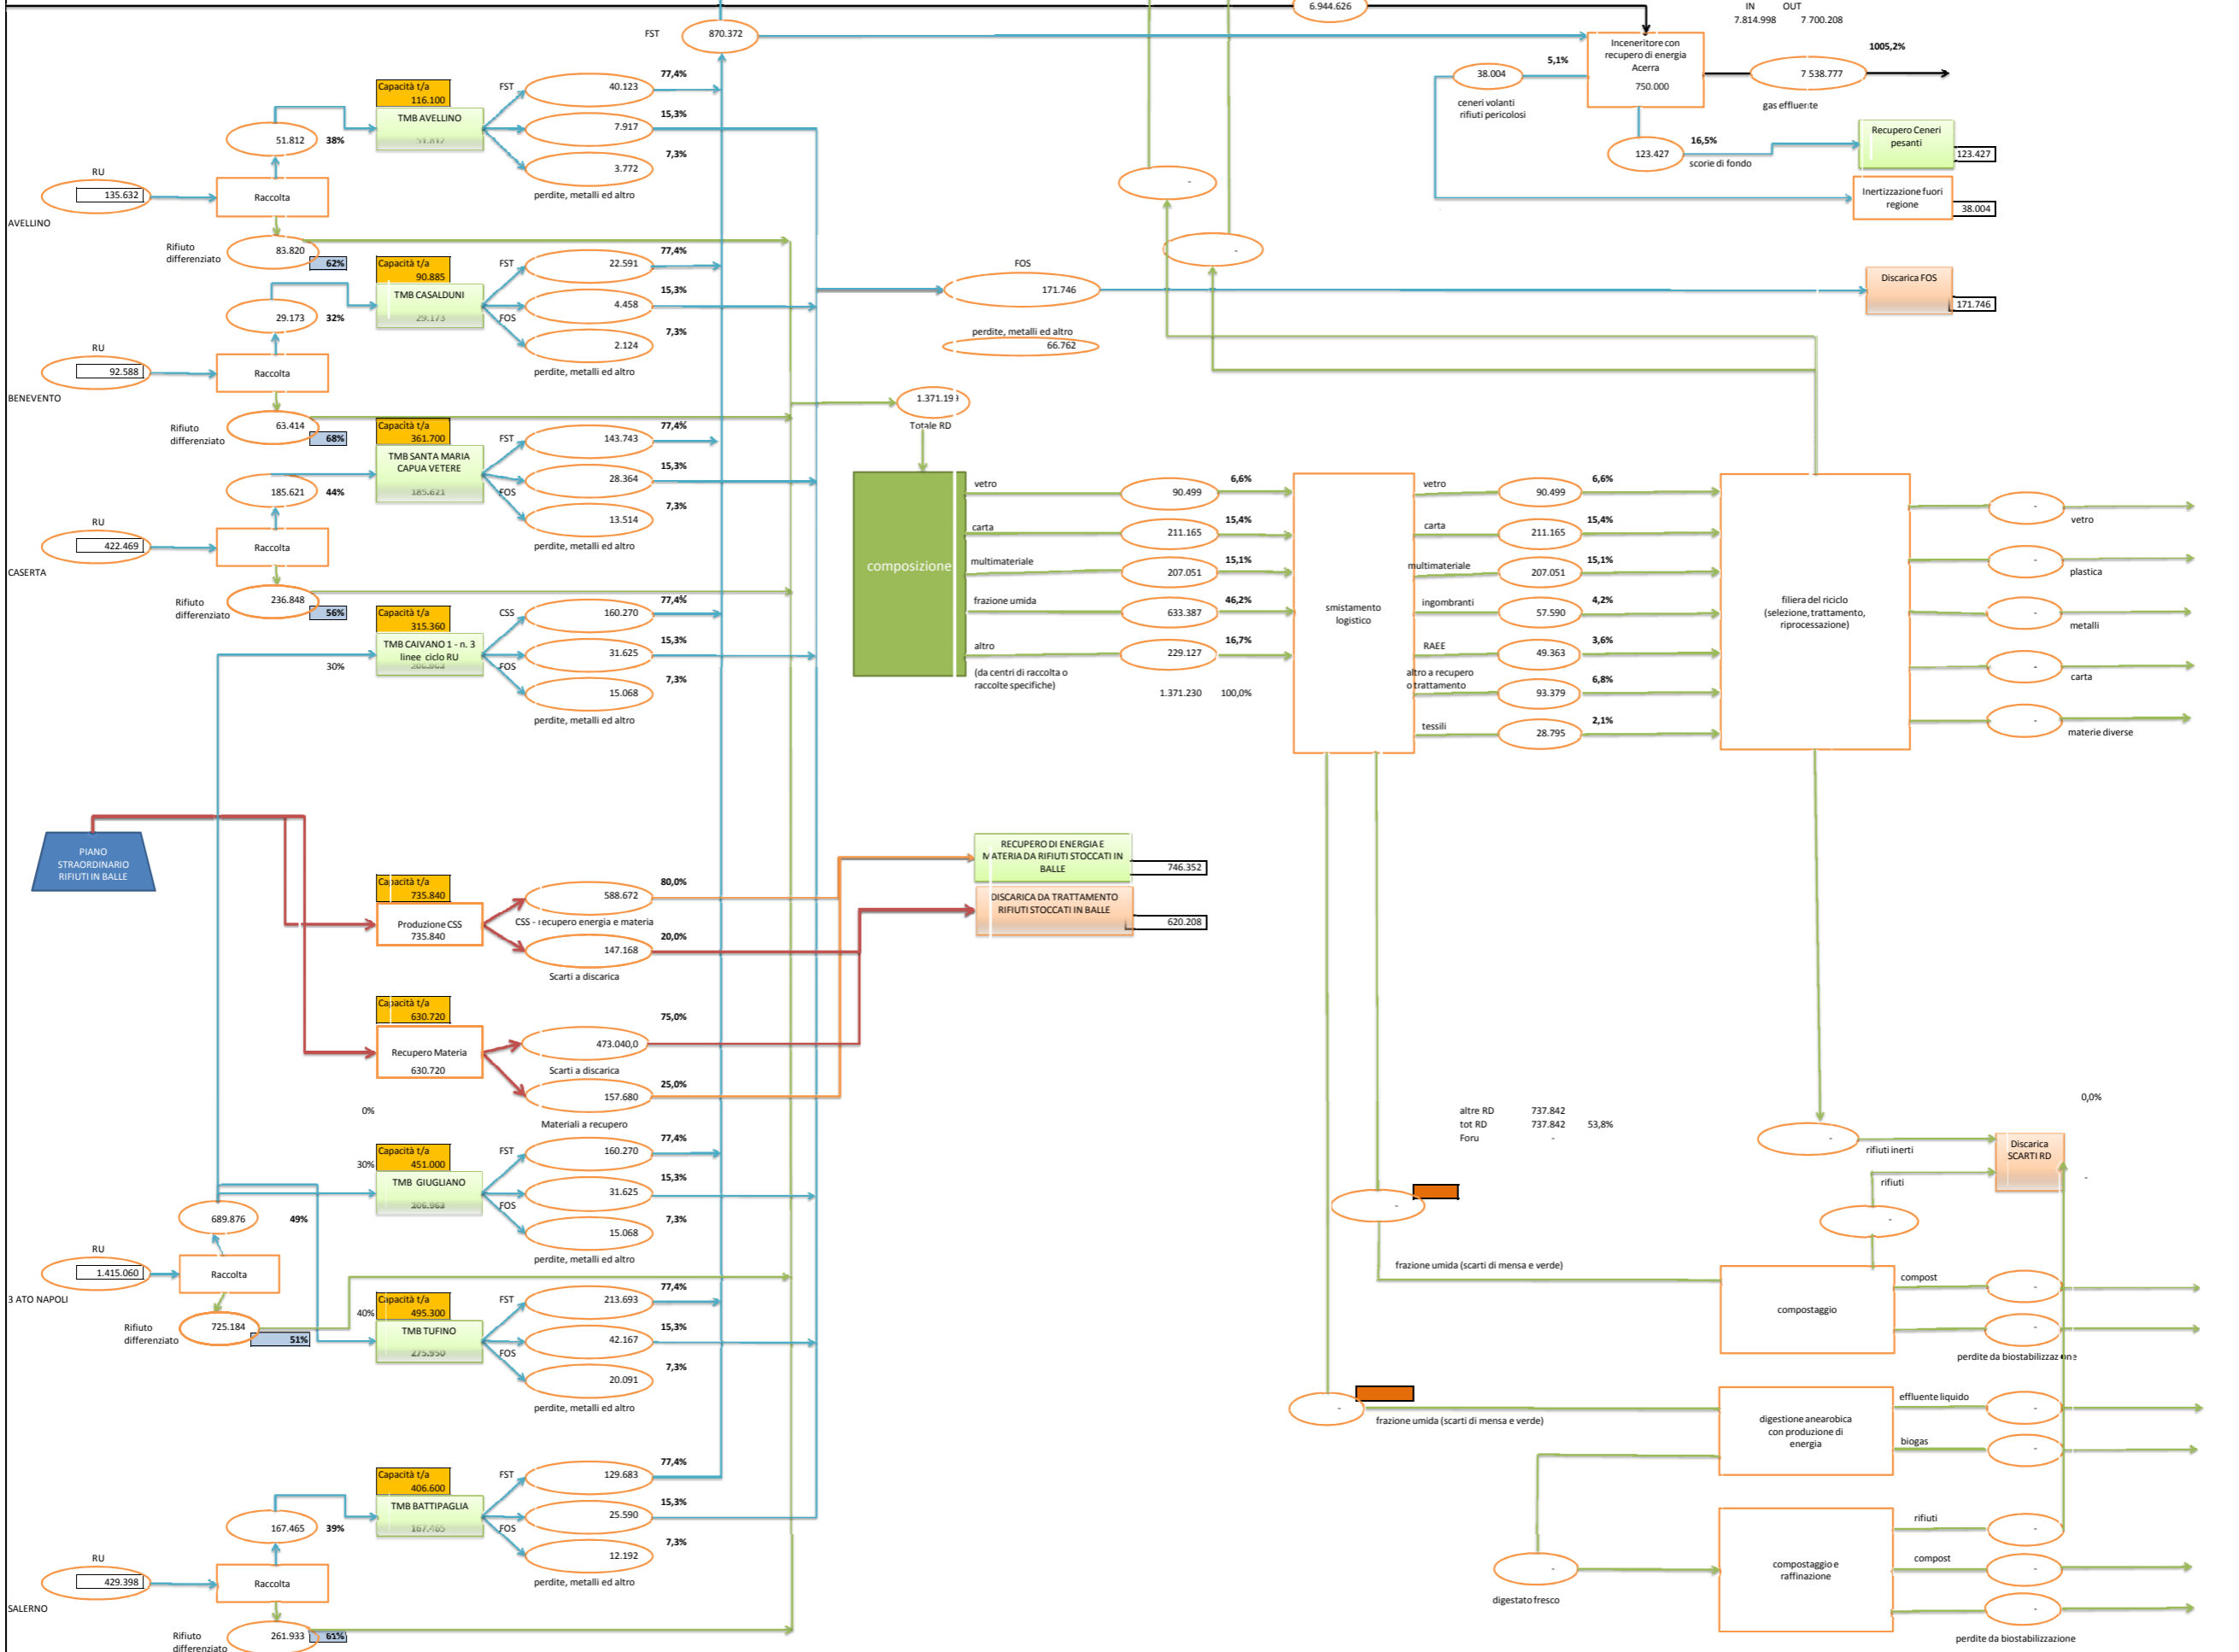 6.944.626
IN OUT
7.814.998 7 700.208
FST
870.372
Inceneritore con
recupero di energia
Acerra
750.000
5,1%
38.004
ceneri volanti
rifiuti pericolosi
7.538.777
1005,2%
gas effluente
123.427
16,5%
scorie di fondo
Recupero Ceneri
pesanti
123.427
Inertizzazione fuori
regione
38.004
RU
135.632
AVELLINO
Raccolta
51.812
38%
Rifiuto
differenziato
83.820
62%
Capacità t/a
116.100
TMB AVELLINO
51.812
FST
40.123
77,4%
7.917
15,3%
3.772
7,3%
perdite, metalli ed altro
RU
92.588
BENEVENTO
Raccolta
29.173
32%
Rifiuto
differenziato
63.414
68%
Capacità t/a
90.885
TMB CASALDUNI
29.173
FST
22.591
77,4%
4.458
15,3%
FOS
2.124
7,3%
perdite, metalli ed altro
RU
422.469
CASERTA
Raccolta
185.621
44%
Rifiuto
differenziato
236.848
56%
Capacità t/a
361.700
TMB SANTA MARIA
CAPUA VETERE
185.621
FST
143.743
77,4%
28.364
15,3%
FOS
13.514
7,3%
perdite, metalli ed altro
30%
Capacità t/a
315.360
TMB CAIVANO 1 - n. 3
linee ciclo RU
206.963
CSS
160.270
77,4%
31.625
15,3%
FOS
15.068
7,3%
perdite, metalli ed altro
FOS
171.746
perdite, metalli ed altro
66.762
Discarica FOS
171.746
-
-
1.371.19
Totale RD
composizione
vetro
90.499
6,6%
carta
211.165
15,4%
multimateriale
207.051
15,1%
frazione umida
633.387
46,2%
altro
229.127
16,7%
(da centri di raccolta o
raccolte specifiche)
1.371.230 100,0%
smistamento
logistico
vetro
90.499
6,6%
carta
211.165
15,4%
multimateriale
207.051
15,1%
ingombranti
57.590
4,2%
RAEE
49.363
3,6%
altro a recupero
o trattamento
93.379
6,8%
tessili
28.795
2,1%
filiera del riciclo
(selezione, trattamento,
riprocessazione)
-
vetro
-
plastica
-
metalli
-
carta
-
materie diverse
PIANO
STRAORDINARIO
RIFIUTI IN BALLE
Capacità t/a
735.840
Produzione CSS
735.840
588.672
80,0%
CSS - recupero energia e materia
147.168
20,0%
Scarti a discarica
RECUPERO DI ENERGIA E
MATERIA DA RIFIUTI STOCCATI IN
BALLE
746.352
DISCARICA DA TRATTAMENTO
RIFIUTI STOCCATI IN BALLE
620.208
Capacità t/a
630.720
Recupero Materia
630.720
75,0%
473.040,0
Scarti a discarica
25,0%
157.680
Materiali a recupero
0%
RU
1.415.060
3 ATO NAPOLI
Raccolta
689.876
49%
Rifiuto
differenziato
725.184
51%
30%
Capacità t/a
451.000
TMB GIUGLIANO
206.963
FST
160.270
77,4%
31.625
15,3%
FOS
15.068
7,3%
perdite, metalli ed altro
40%
Capacità t/a
495.300
TMB TUFINO
275.950
FST
213.693
77,4%
42.167
15,3%
FOS
20.091
7,3%
perdite, metalli ed altro
RU
429.398
SALERNO
Raccolta
167.465
39%
Rifiuto
differenziato
261.933
61%
Capacità t/a
406.600
TMB BATTIPAGLIA
167.465
FST
129.683
77,4%
25.590
15,3%
FOS
12.192
7,3%
perdite, metalli ed altro
altre RD 737.842
tot RD 737.842 53,8%
Foru -
0,0%
-
rifiuti inerti
Discarica
SCARTI RD
-
rifiuti
-
-
frazione umida (scarti di mensa e verde)
compostaggio
compost
-
-
perdite da biostabilizzazione
-
frazione umida (scarti di mensa e verde)
digestione anearobica
con produzione di
energia
effluente liquido
-
biogas
-
-
digestato fresco
compostaggio e
raffinazione
rifiuti
-
compost
-
-
perdite da biostabilizzazione